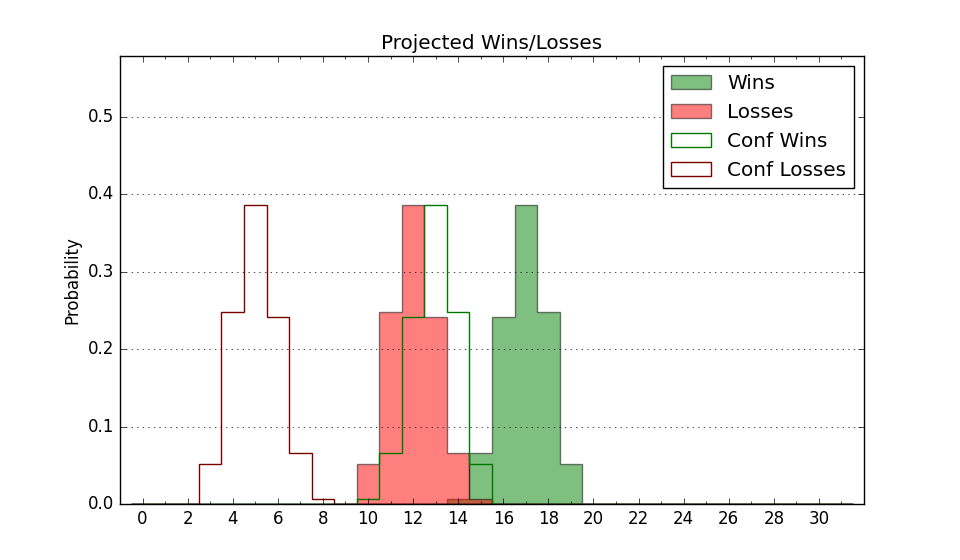 Projected Wins/Losses
Wins
Losses
Conf Wins
Conf Losses
Probability
0.5
0.4
0.3
0.2
0.1
0.0
0 2 4 6 8 10 12 14 16 18 20 22 24 26 28 30